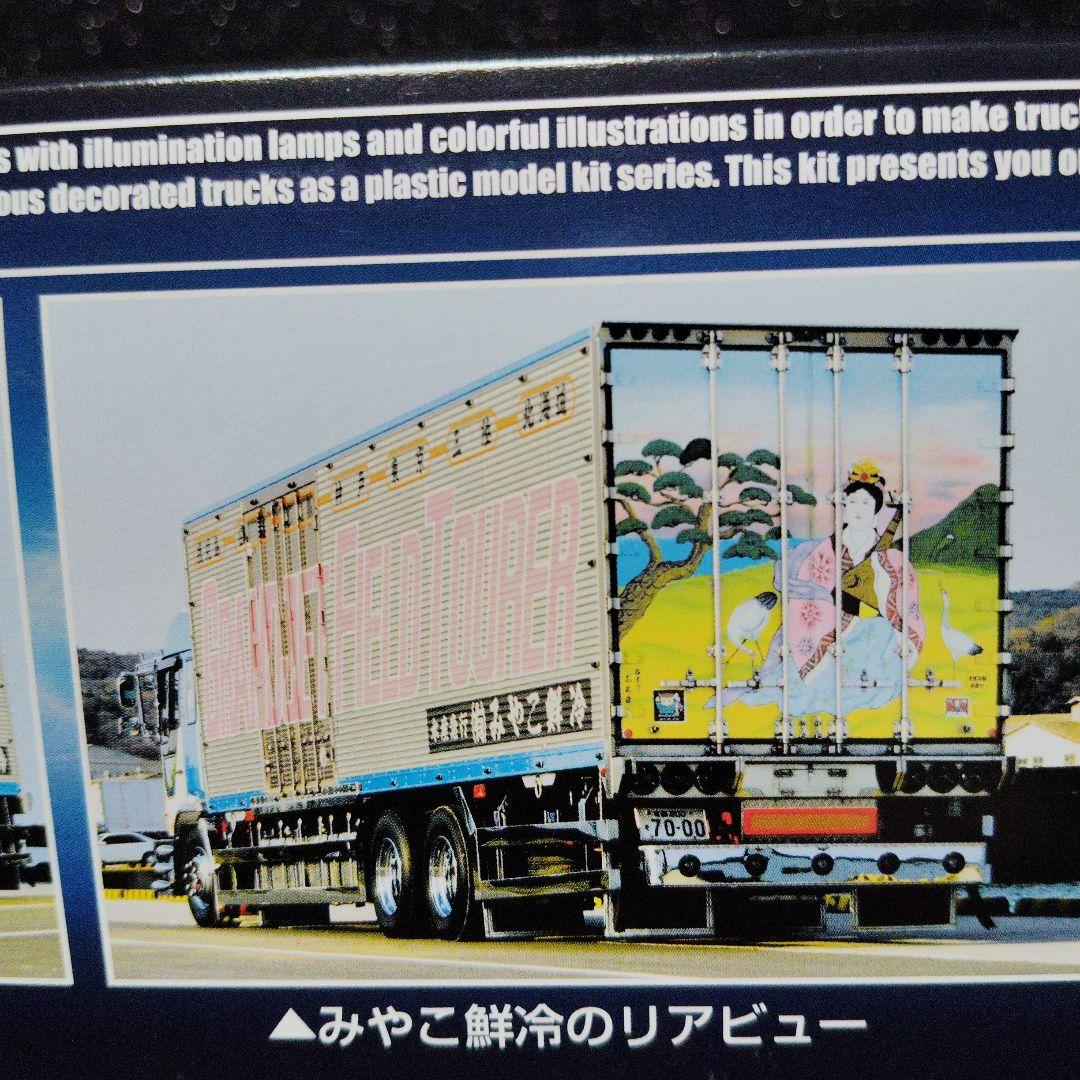 s with illumination lamps and colorful illustrations in order to make truc
ous decorated trucks as a plastic model kit series. This kit presents you o
神戸 東京 三陸 北海道
FIELD TOURER
みやこ鮮冷
70-00
▲みやこ鮮冷のリアビュー